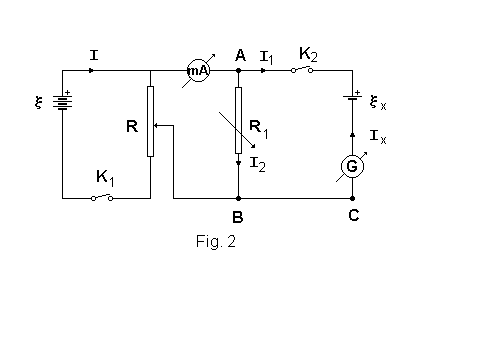 I mA A I₁ K₂
+ ξ R R₁ + ξₓ
Iₓ
K₁ I₂ G
B C
Fig. 2